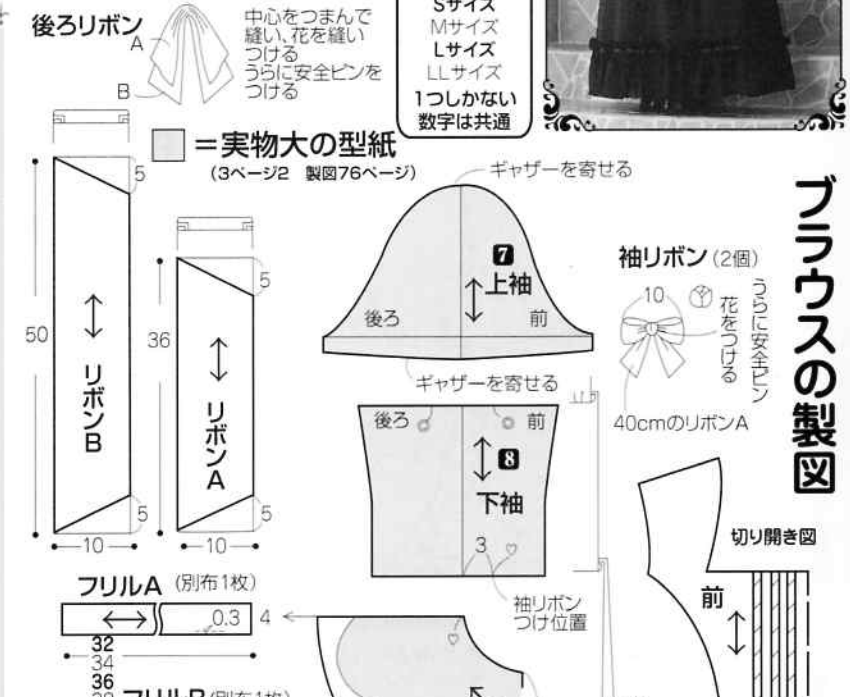 ブラウスの製図
Sサイズ
Mサイズ
Lサイズ
LLサイズ
1つしかない
数字は共通
後ろリボン
A
B
中心をつまんで
縫い、花を縫い
つける
うらに安全ピンを
つける
＝実物大の型紙
(3ページ2 製図76ページ)
5
50
リボンB
5
10
5
36
リボンA
5
10
ギャザーを寄せる
7
上袖
後ろ
前
ギャザーを寄せる
後ろ
前
8
下袖
3
袖リボン
つけ位置
袖リボン(2個)
10
うらに安全ピン
花をつける
40cmのリボンA
切り開き図
前
フリルA (別布1枚)
0.3
4
32
34
36
フリルB(別布1枚)